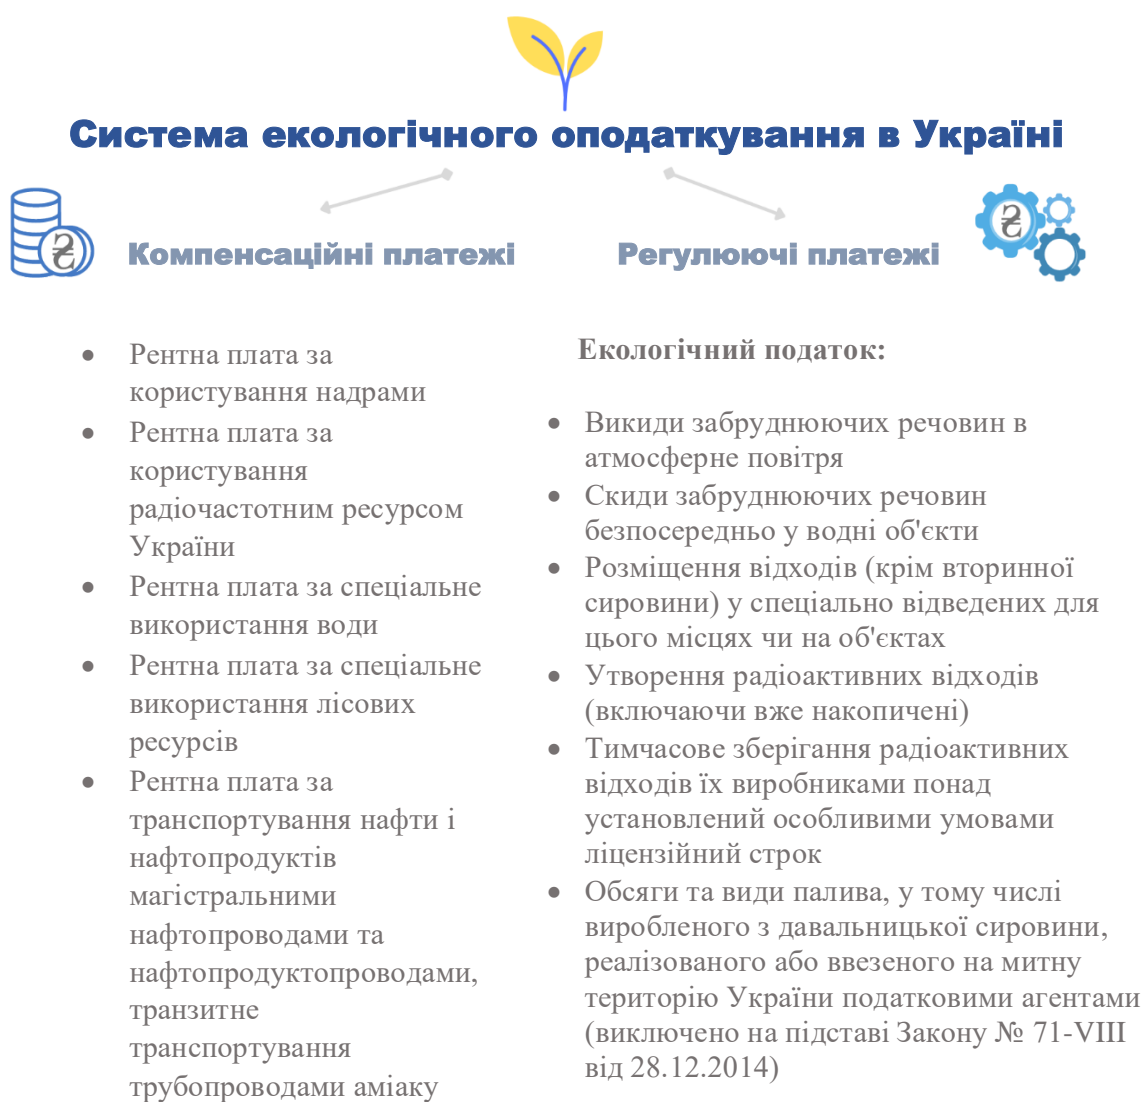 Система екологічного оподаткування в Україні
Компенсаційні платежі
Регулюючі платежі
• Рентна плата за
користування надрами
• Рентна плата за
користування
радіочастотним ресурсом
України
• Рентна плата за спеціальне
використання води
• Рентна плата за спеціальне
використання лісових
ресурсів
• Рентна плата за
транспортування нафти і
нафтопродуктів
магістральними
нафтопроводами та
нафтопродуктопроводами,
транзитне
транспортування
трубопроводами аміаку
Екологічний податок:
• Викиди забруднюючих речовин в
атмосферне повітря
• Скиди забруднюючих речовин
безпосередньо у водні об'єкти
• Розміщення відходів (крім вторинної
сировини) у спеціально відведених для
цього місцях чи на об'єктах
• Утворення радіоактивних відходів
(включаючи вже накопичені)
• Тимчасове зберігання радіоактивних
відходів їх виробниками понад
установлений особливими умовами
ліцензійний строк
• Обсяги та види палива, у тому числі
виробленого з давальницької сировини,
реалізованого або ввезеного на митну
територію України податковими агентами
(виключено на підставі Закону № 71-VIII
від 28.12.2014)
₴
₴